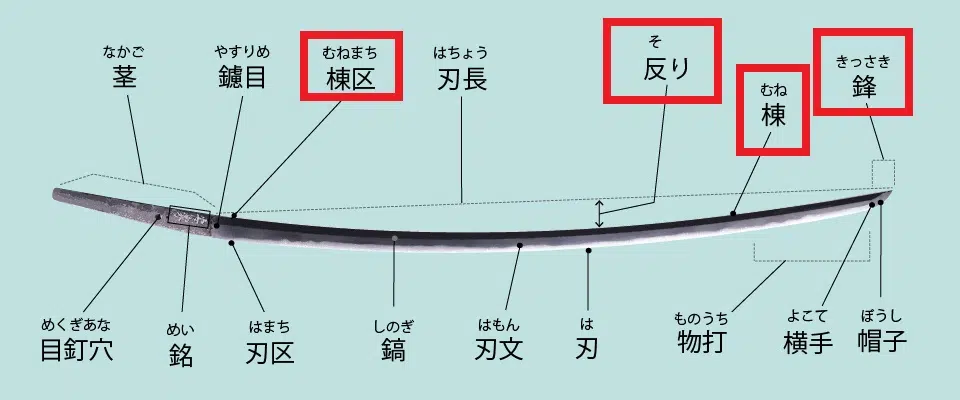 なかご
茎
やすりめ
鑢目
むねまち
棟区
はちょう
刃長
そ
反り
むね
棟
きっさき
鋒
めくぎあな
目釘穴
めい
銘
はまち
刃区
しのぎ
鎬
はもん
刃文
は
刃
ものうち
物打
よこて
横手
ぼうし
帽子